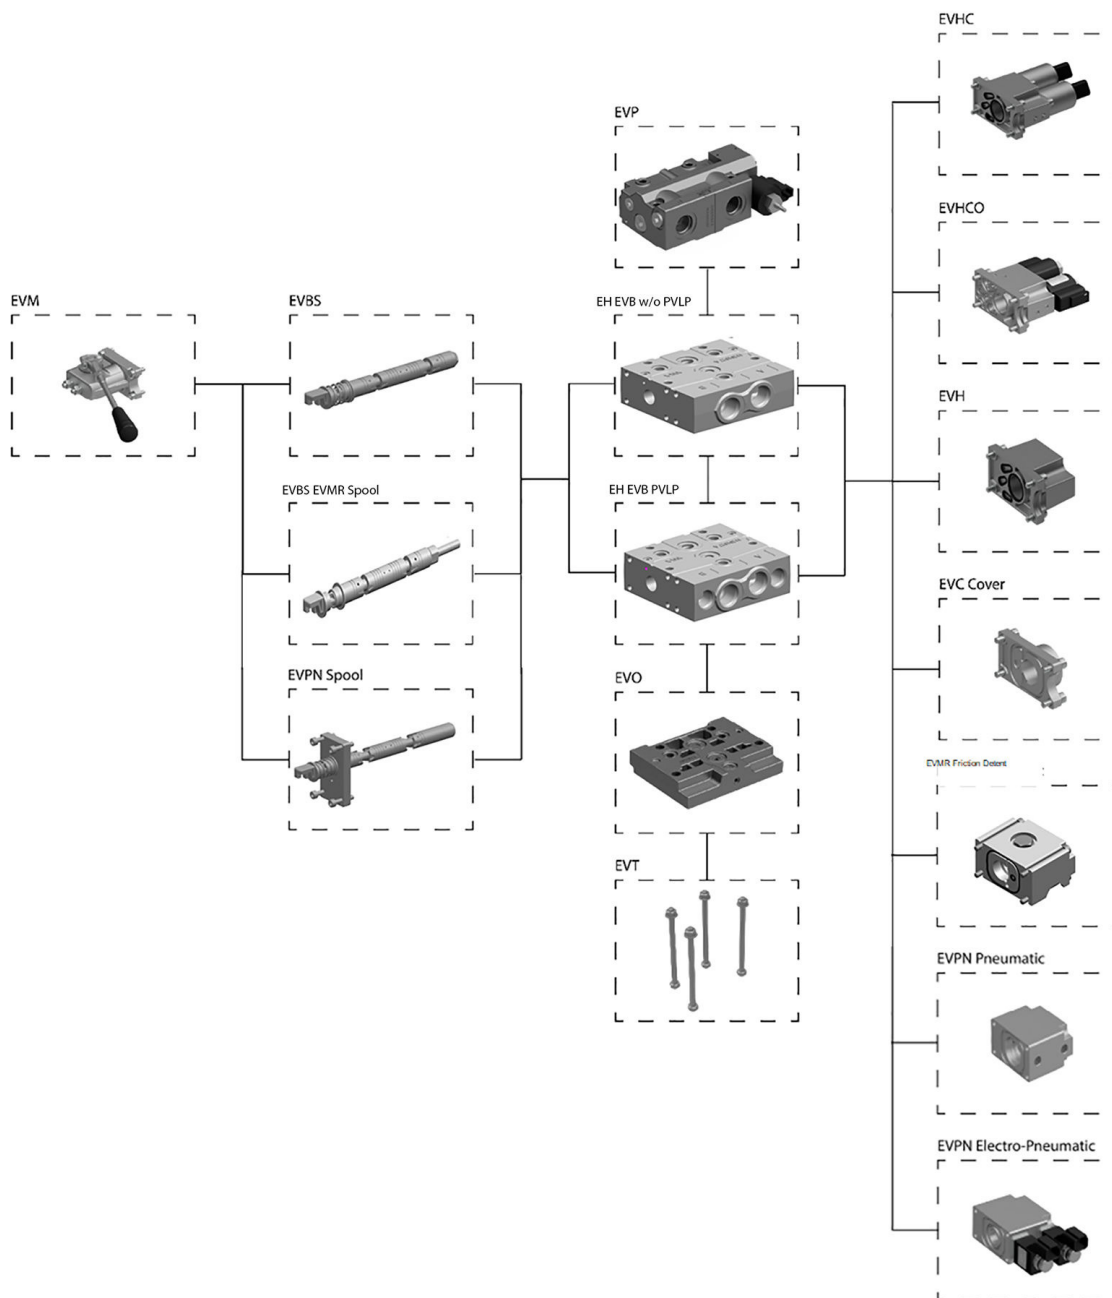 EVHC
EVP
EVHCO
EVM
EVBS
EH EVB w/o PVLP
EVH
EVBS EVMR Spool
EH EVB PVLP
EVC Cover
EVPN Spool
EVO
EVMR Friction Detent
EVT
EVPN Pneumatic
EVPN Electro-Pneumatic